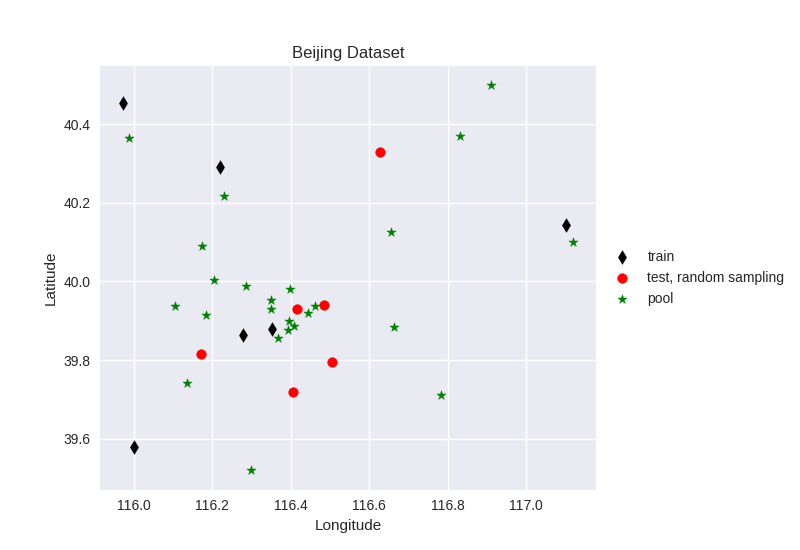 Beijing Dataset
Latitude
40.4
40.2
40.0
39.8
39.6
116.0 116.2 116.4 116.6 116.8 117.0
Longitude
train
test, random sampling
pool